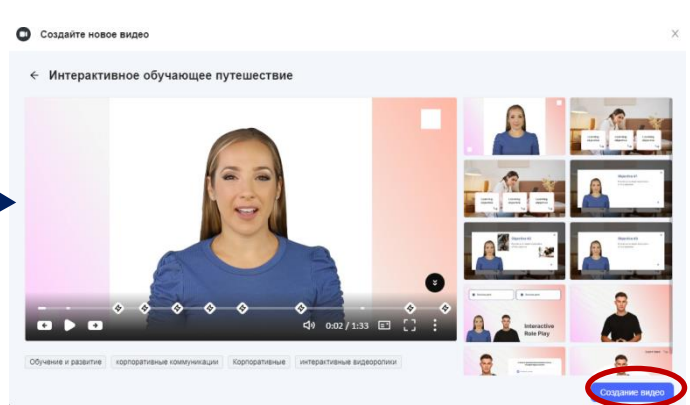 Создайте новое видео
Интерактивное обучающее путешествие
0:02 / 1:33
Обучение и развитие
корпоративные коммуникации
Корпоративные
интерактивные видеоролики
Interactive
Role Play
Создание видео